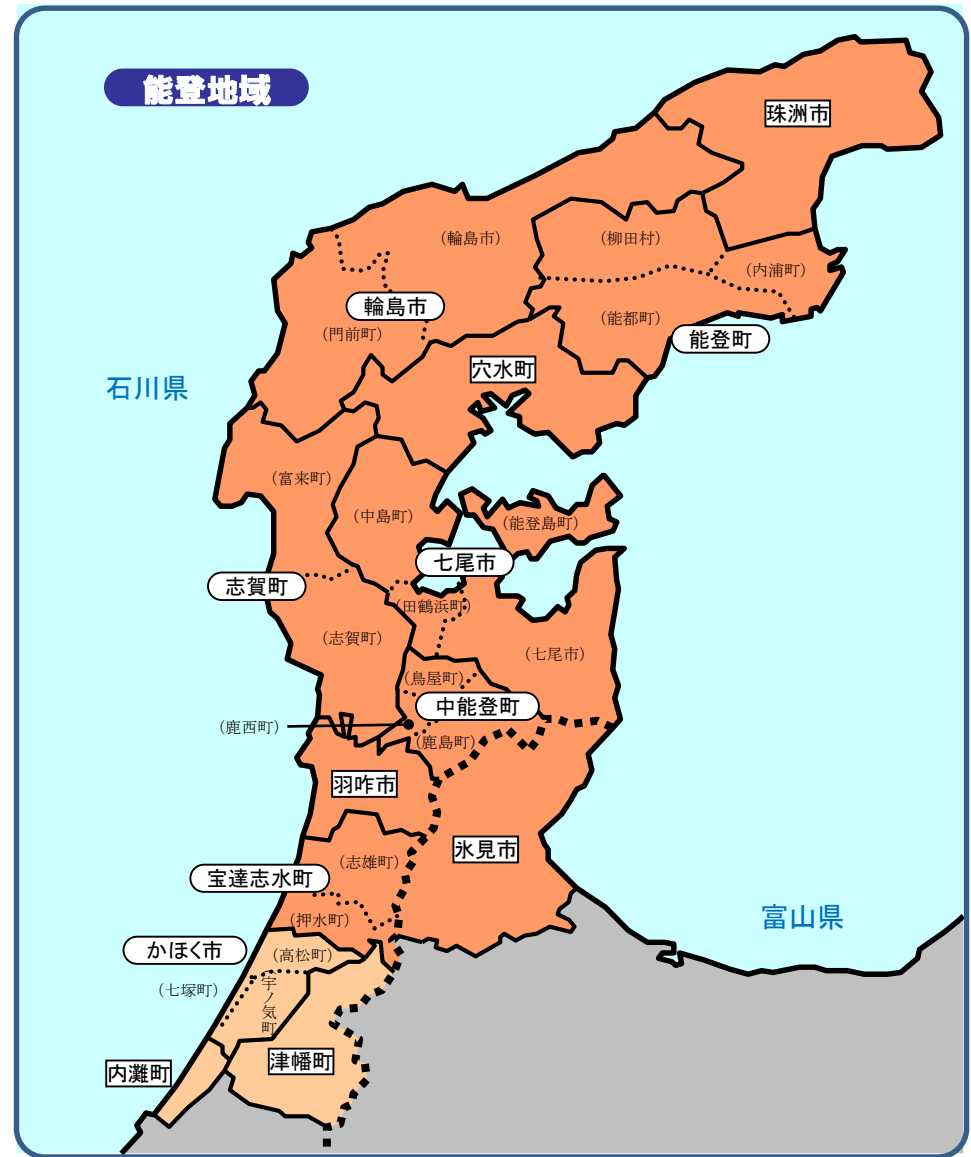 能登地域
珠洲市
(輪島市)
(柳田村)
(内浦町)
輪島市
(能都町)
(門前町)
能登町
穴水町
石川県
(富来町)
(中島町)
(能登島町)
七尾市
志賀町
(田鶴浜町)
(志賀町)
(七尾市)
(鳥屋町)
中能登町
(鹿西町)
(鹿島町)
羽咋市
氷見市
(志雄町)
宝達志水町
(押水町)
富山県
かほく市
(高松町)
(七塚町)
宇ノ気町
津幡町
内灘町